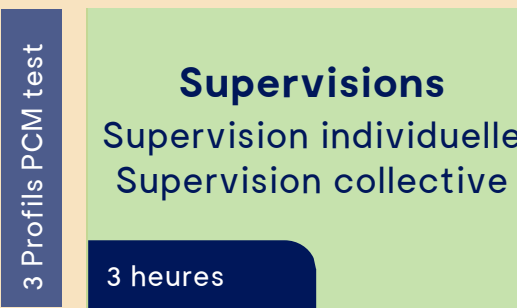 3 Profils PCM test
Supervisions
Supervision individuelle
Supervision collective
3 heures